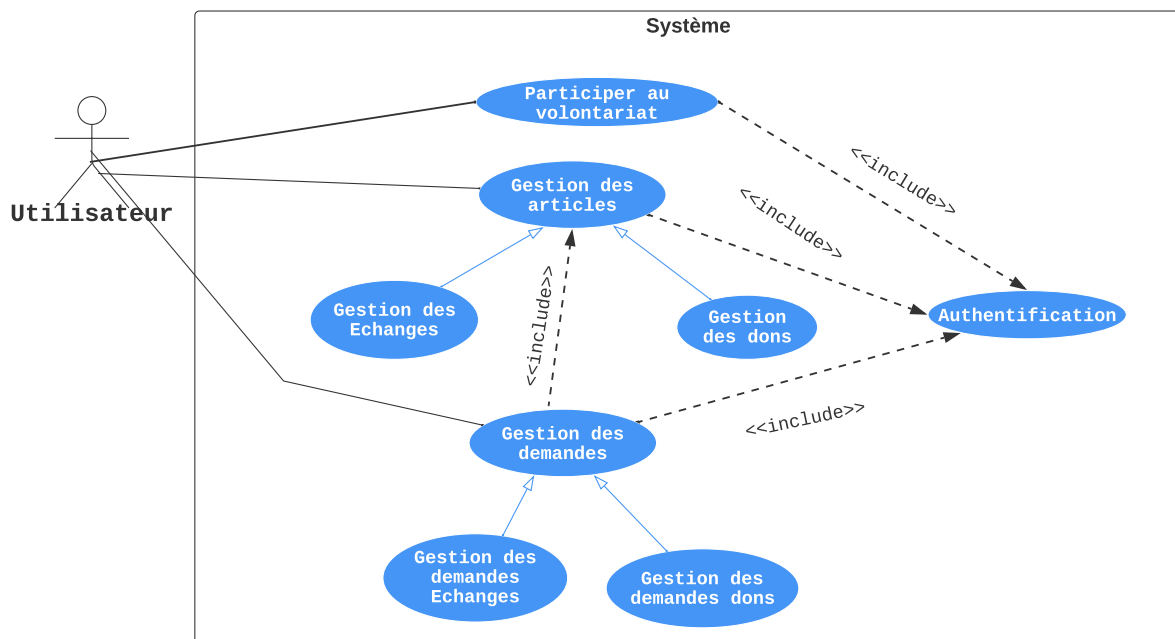 Système
Participer au
volontariat
<<include>>
Utilisateur
Gestion des
articles
<<include>>
Gestion des
Echanges
<<include>>
Gestion
des dons
Authentification
Gestion des
demandes
<<include>>
Gestion des
demandes
Echanges
Gestion des
demandes dons